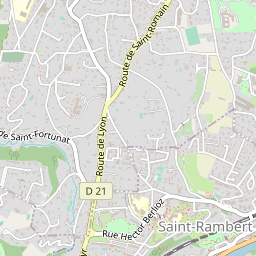 Route de Saint-Romain
de Saint-Fortunat
Route de Lyon
D 21
Saint-Rambert
Rue Hector Berlioz